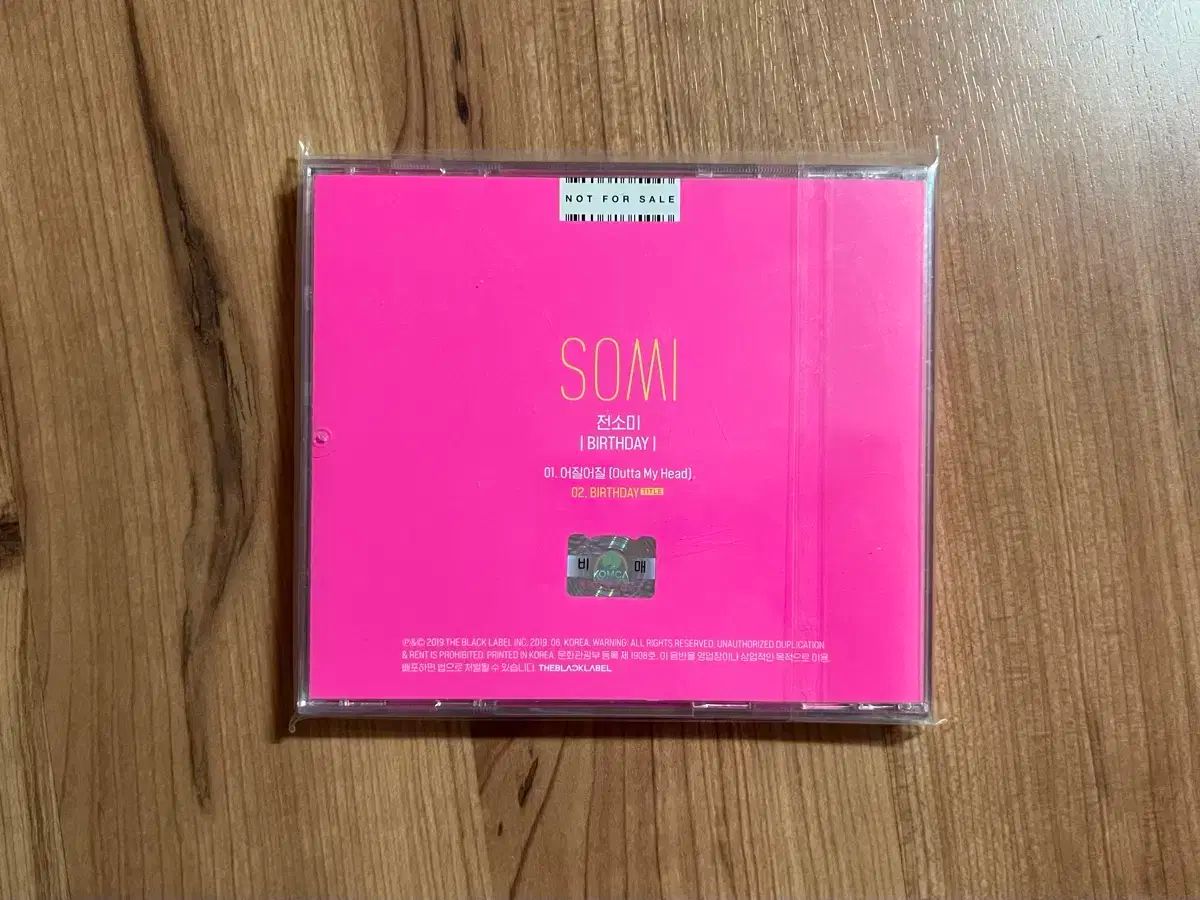 NOT FOR SALE
SOMI
전소미
| BIRTHDAY |
01. 어질어질 (Outta My Head)
02. BIRTHDAY TITLE
비 KOMCA 매
℗&© 2019 THE BLACK LABEL INC. 2019. 06. KOREA. WARNING: ALL RIGHTS RESERVED. UNAUTHORIZED DUPLICATION
& RENT IS PROHIBITED. PRINTED IN KOREA. 문화관광부 등록 제 1908호. 이 음반을 영업장이나 상업적인 목적으로 이용,
배포하면 법으로 처벌될 수 있습니다. THEBLACKLABEL